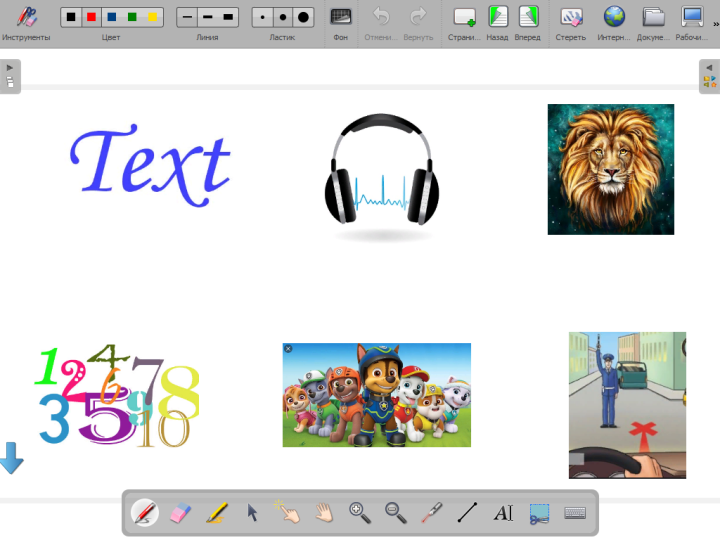 Инструменты
Цвет
Линия
Ластик
Фон
Отмени...
Вернуть
Страни...
Назад
Вперед
Стереть
Интерн...
Докуме...
Рабочи...
»
Text
1 2 3 4 5 6 7 8 9 10
AI